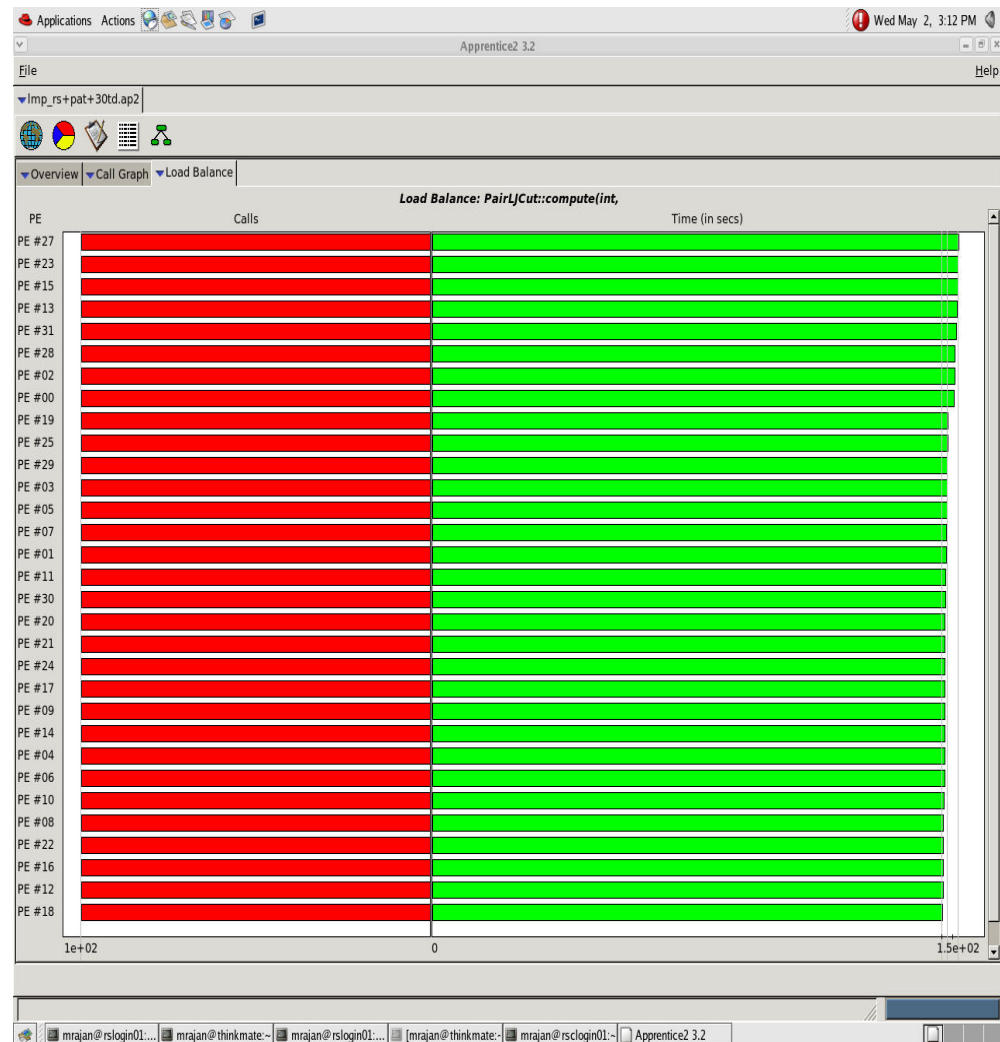 Applications Actions Wed May 2, 3:12 PM
Apprentice2 3.2
File Help
lmp_rs+pat+30td.ap2
Overview Call Graph Load Balance
Load Balance: PairLJCut::compute(int,
PE Calls Time (in secs)
PE #27
PE #23
PE #15
PE #13
PE #31
PE #28
PE #02
PE #00
PE #19
PE #25
PE #29
PE #03
PE #05
PE #07
PE #01
PE #11
PE #30
PE #20
PE #21
PE #24
PE #17
PE #09
PE #14
PE #04
PE #06
PE #10
PE #08
PE #22
PE #16
PE #12
PE #18
1e+02 0 1.5e+02
mrajan@rslogin01:... mrajan@thinkmate:~ mrajan@rslogin01:... [mrajan@thinkmate:~ mrajan@rsclogin01:~ Apprentice2 3.2